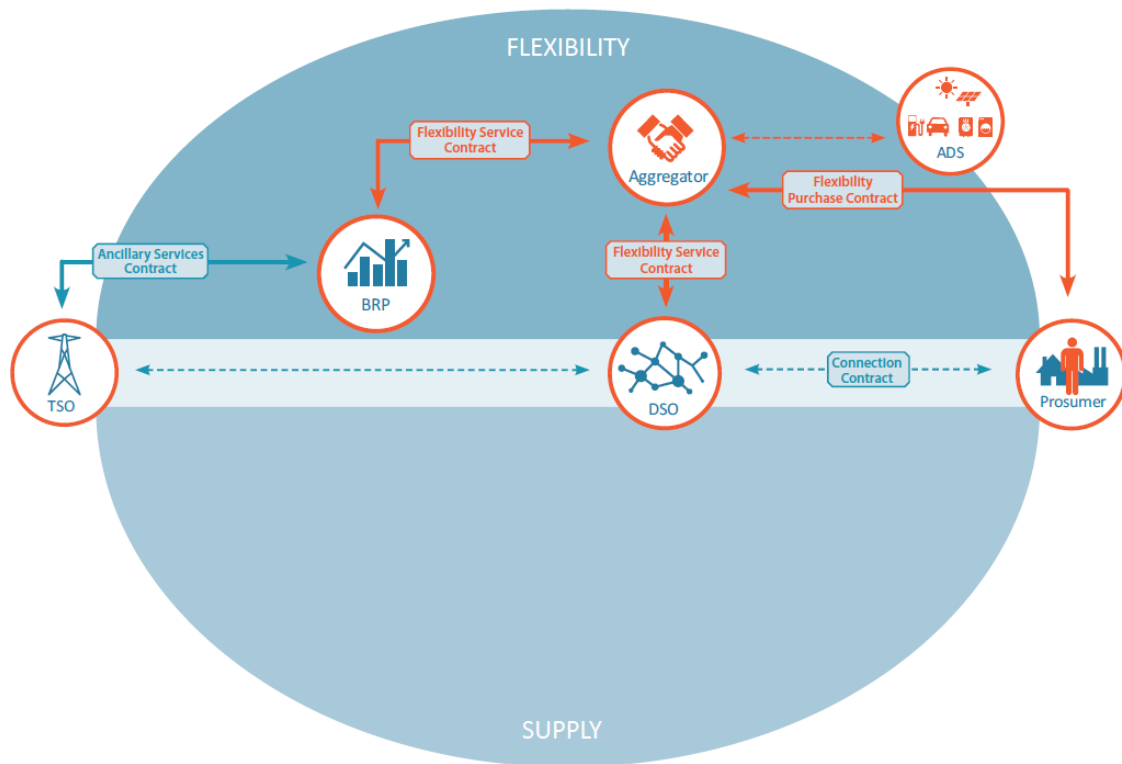 FLEXIBILITY
Flexibility Service
Contract
Aggregator
ADS
Flexibility
Purchase Contract
Ancillary Services
Contract
BRP
Flexibility Service
Contract
TSO
DSO
Connection
Contract
Prosumer
SUPPLY